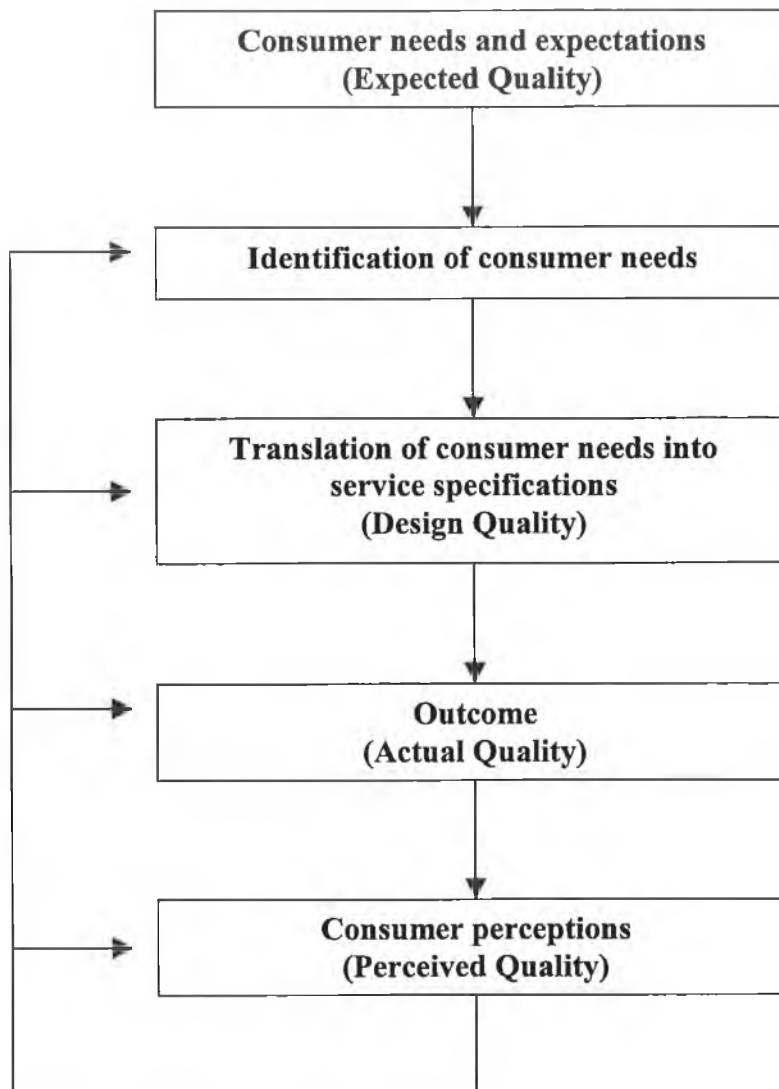 Consumer needs and expectations
(Expected Quality)
Identification of consumer needs
Translation of consumer needs into
service specifications
(Design Quality)
Outcome
(Actual Quality)
Consumer perceptions
(Perceived Quality)